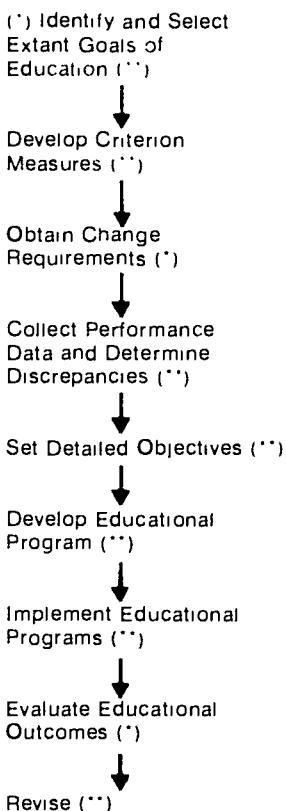 (*) Identify and Select
Extant Goals of
Education (**)
Develop Criterion
Measures (**)
Obtain Change
Requirements (*)
Collect Performance
Data and Determine
Discrepancies (**)
Set Detailed Objectives (**)
Develop Educational
Program (**)
Implement Educational
Programs (**)
Evaluate Educational
Outcomes (*)
Revise (**)